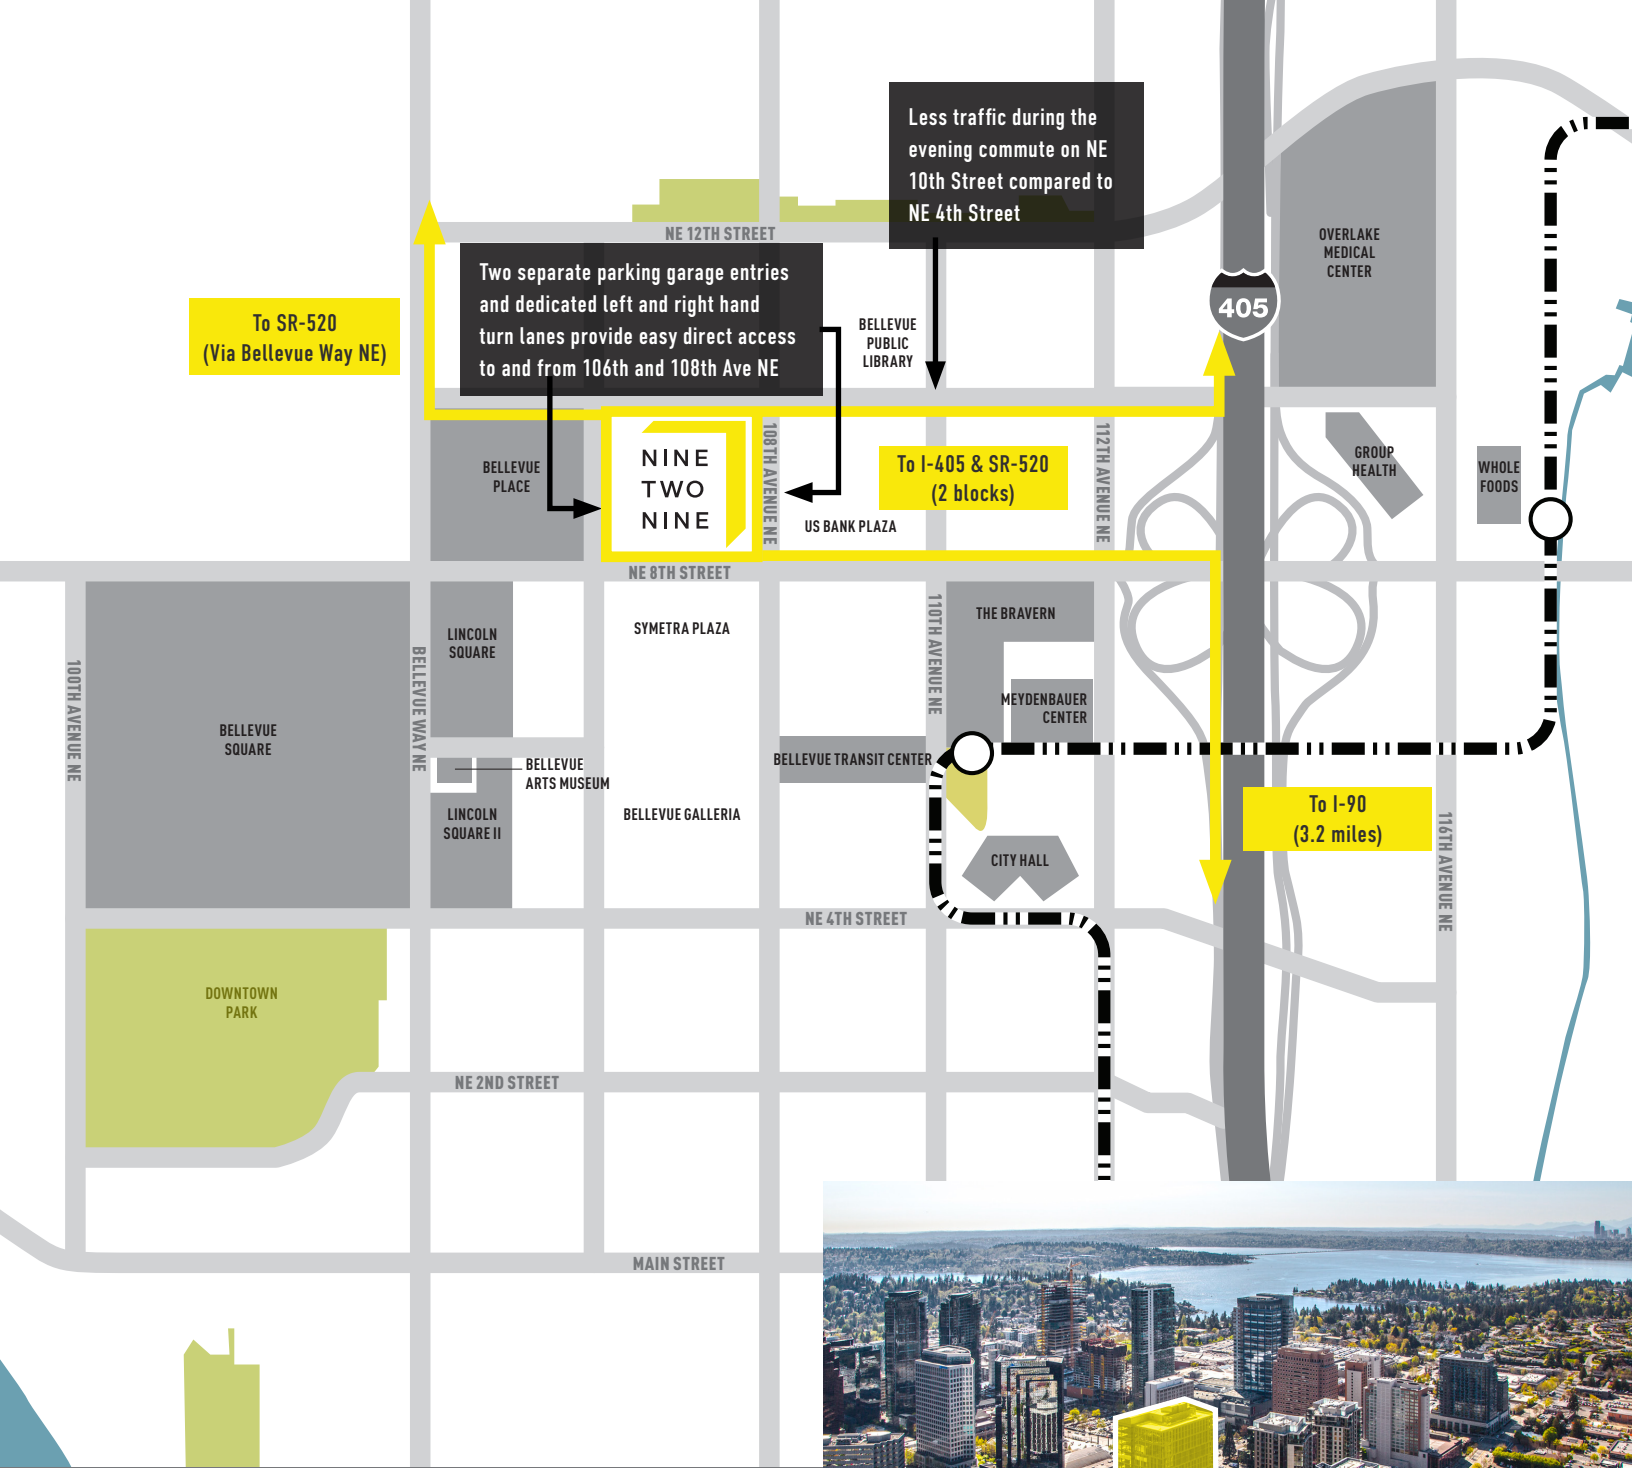 Less traffic during the
evening commute on NE
10th Street compared to
NE 4th Street
NE 12TH STREET
OVERLAKE
MEDICAL
CENTER
Two separate parking garage entries
and dedicated left and right hand
turn lanes provide easy direct access
to and from 106th and 108th Ave NE
To SR-520
(Via Bellevue Way NE)
405
BELLEVUE
PUBLIC
LIBRARY
BELLEVUE
PLACE
NINE
TWO
NINE
108TH AVENUE NE
To I-405 & SR-520
(2 blocks)
US BANK PLAZA
112TH AVENUE NE
GROUP
HEALTH
WHOLE
FOODS
NE 8TH STREET
LINCOLN
SQUARE
SYMETRA PLAZA
110TH AVENUE NE
THE BRAVERN
MEYDENBAUER
CENTER
100TH AVENUE NE
BELLEVUE
SQUARE
BELLEVUE WAY NE
BELLEVUE
ARTS MUSEUM
BELLEVUE TRANSIT CENTER
LINCOLN
SQUARE II
BELLEVUE GALLERIA
To I-90
(3.2 miles)
CITY HALL
116TH AVENUE NE
NE 4TH STREET
DOWNTOWN
PARK
NE 2ND STREET
MAIN STREET